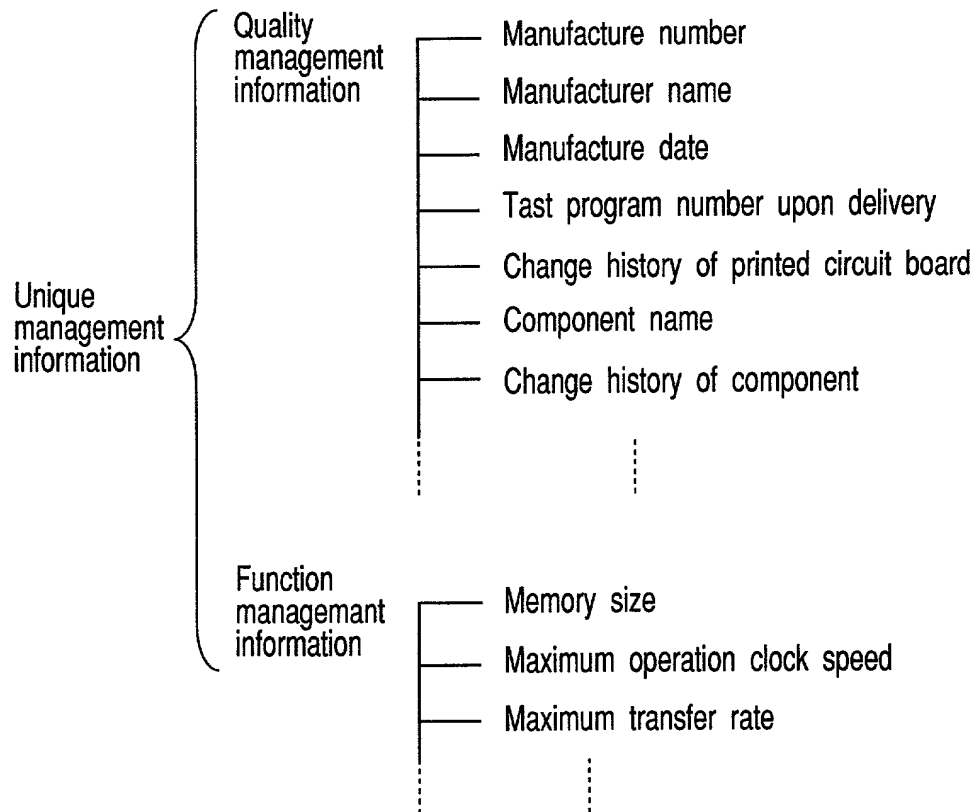 Unique
management
information
Quality
management
information
Manufacture number
Manufacturer name
Manufacture date
Tast program number upon delivery
Change history of printed circuit board
Component name
Change history of component
Function
managemant
information
Memory size
Maximum operation clock speed
Maximum transfer rate